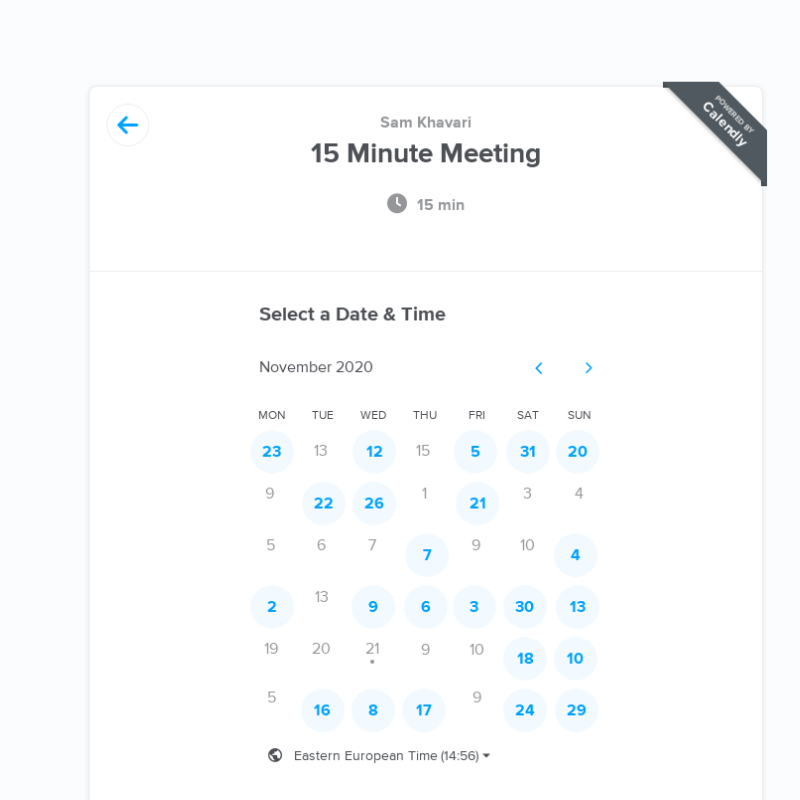 POWERED BY
Calendly
Sam Khavari
15 Minute Meeting
15 min
Select a Date & Time
November 2020
MON TUE WED THU FRI SAT SUN
23 13 12 15 5 31 20
9 22 26 1 21 3 4
5 6 7 7 9 10 4
2 13 9 6 3 30 13
19 20 21 9 10 18 10
5 16 8 17 9 24 29
Eastern European Time (14:56)